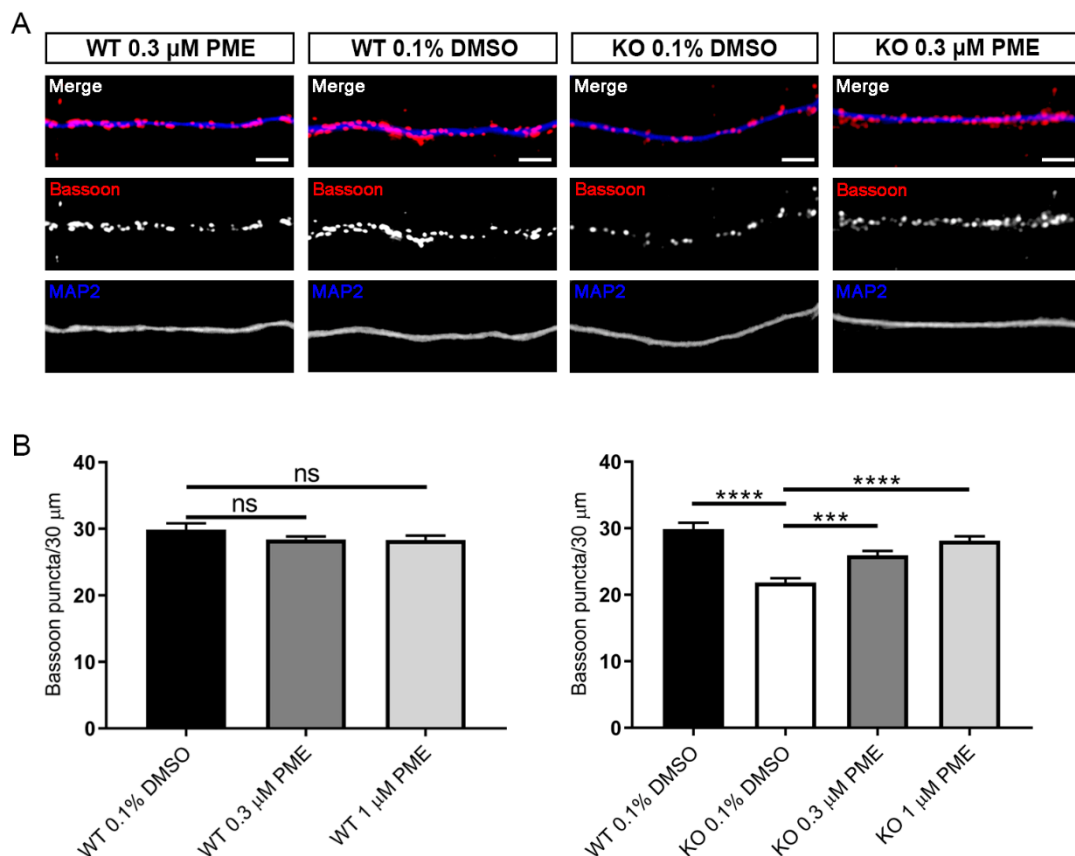 A
WT 0.3 µM PME
WT 0.1% DMSO
KO 0.1% DMSO
KO 0.3 µM PME
Merge
Merge
Merge
Merge
Bassoon
Bassoon
Bassoon
Bassoon
MAP2
MAP2
MAP2
MAP2
B
Bassoon puncta/30 µm
40
30
20
10
0
ns
ns
WT 0.1% DMSO
WT 0.3 µM PME
WT 1 µM PME
Bassoon puncta/30 µm
40
30
20
10
0
****
****
***
WT 0.1% DMSO
KO 0.1% DMSO
KO 0.3 µM PME
KO 1 µM PME